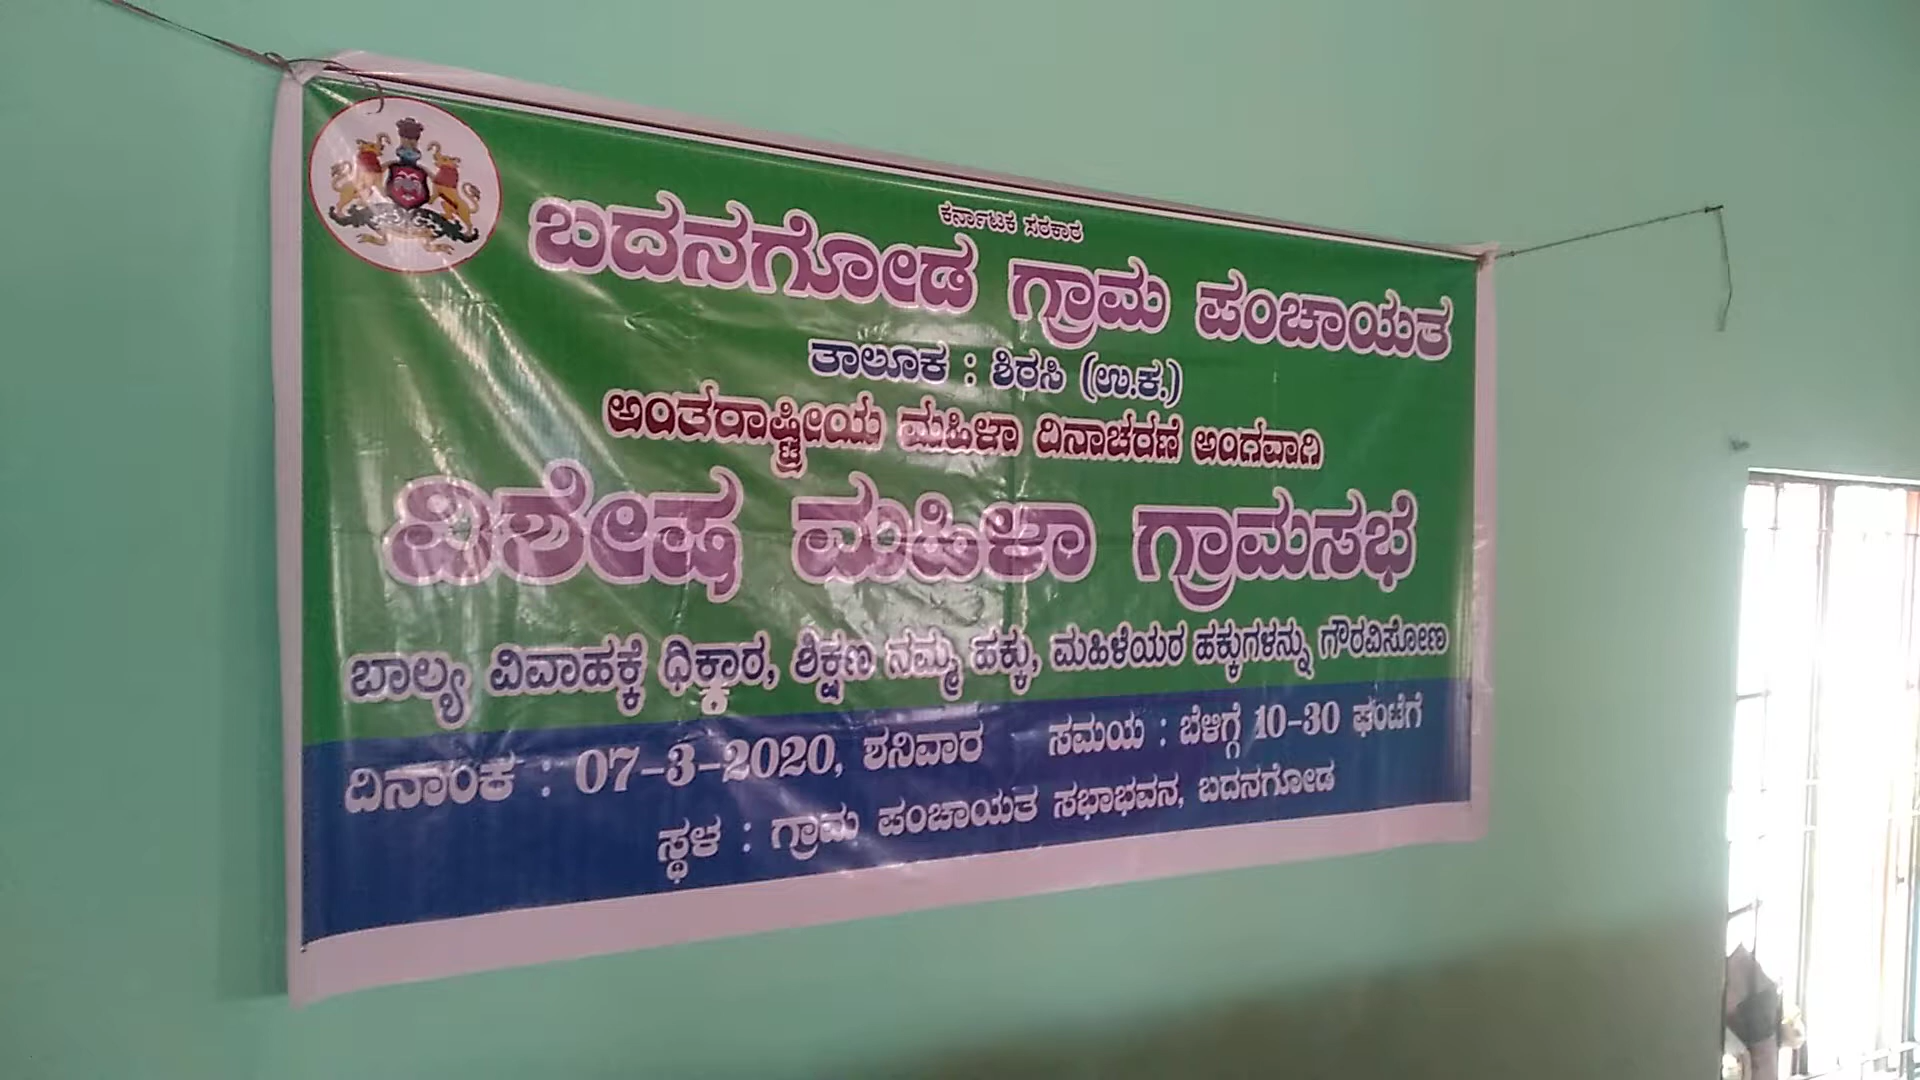 ಕರ್ನಾಟಕ ಸರಕಾರ
ಬದನಗೋಡ ಗ್ರಾಮ ಪಂಚಾಯತ
ತಾಲೂಕ : ಶಿರಸಿ (ಉ.ಕ.)
ಅಂತರಾಷ್ಟ್ರೀಯ ಮಹಿಳಾ ದಿನಾಚರಣೆ ಅಂಗವಾಗಿ
ವಿಶೇಷ ಮಹಿಳಾ ಗ್ರಾಮಸಭೆ
ಬಾಲ್ಯ ವಿವಾಹಕ್ಕೆ ಧಿಕ್ಕಾರ, ಶಿಕ್ಷಣ ನಮ್ಮ ಹಕ್ಕು, ಮಹಿಳೆಯರ ಹಕ್ಕುಗಳನ್ನು ಗೌರವಿಸೋಣ
ದಿನಾಂಕ : 07-3-2020, ಶನಿವಾರ ಸಮಯ : ಬೆಳಿಗ್ಗೆ 10-30 ಘಂಟೆಗೆ
ಸ್ಥಳ : ಗ್ರಾಮ ಪಂಚಾಯತ ಸಭಾಭವನ, ಬದನಗೋಡ